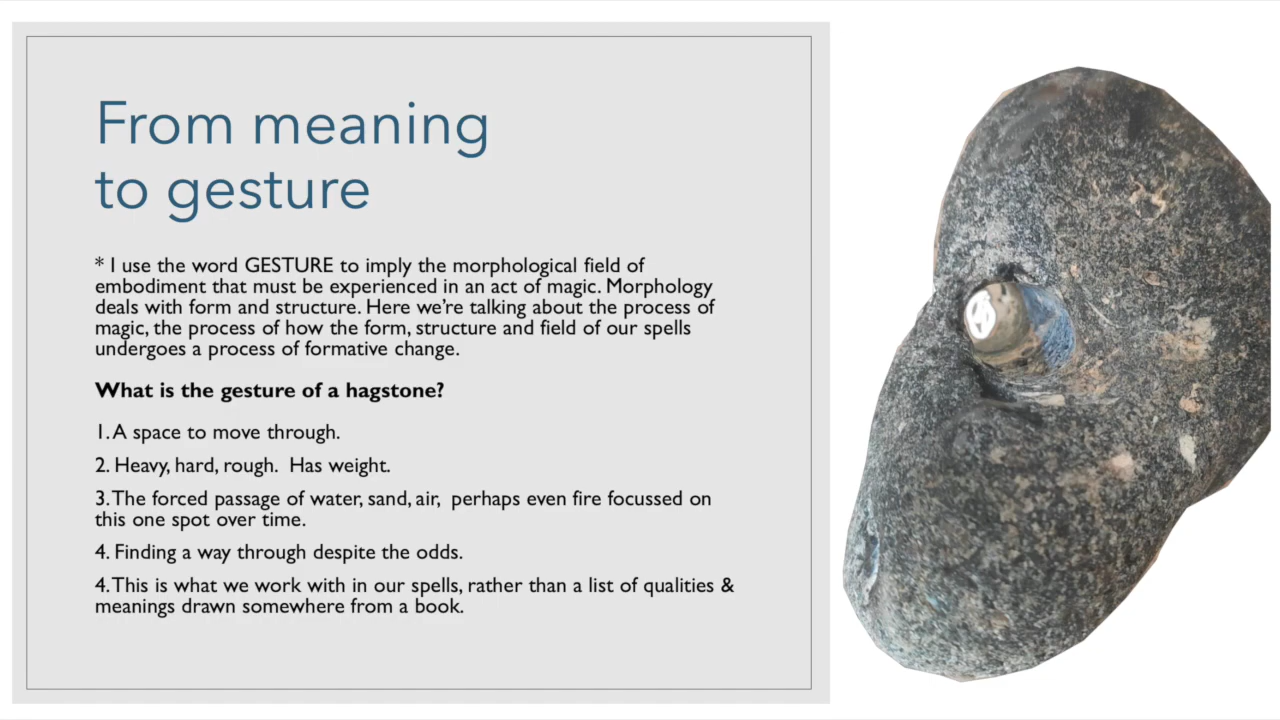 From meaning
to gesture
* I use the word GESTURE to imply the morphological field of
embodiment that must be experienced in an act of magic. Morphology
deals with form and structure. Here we're talking about the process of
magic, the process of how the form, structure and field of our spells
undergoes a process of formative change.
What is the gesture of a hagstone?
1. A space to move through.
2. Heavy, hard, rough.  Has weight.
3. The forced passage of water, sand, air,  perhaps even fire focussed on
this one spot over time.
4. Finding a way through despite the odds.
4. This is what we work with in our spells, rather than a list of qualities &
meanings drawn somewhere from a book.